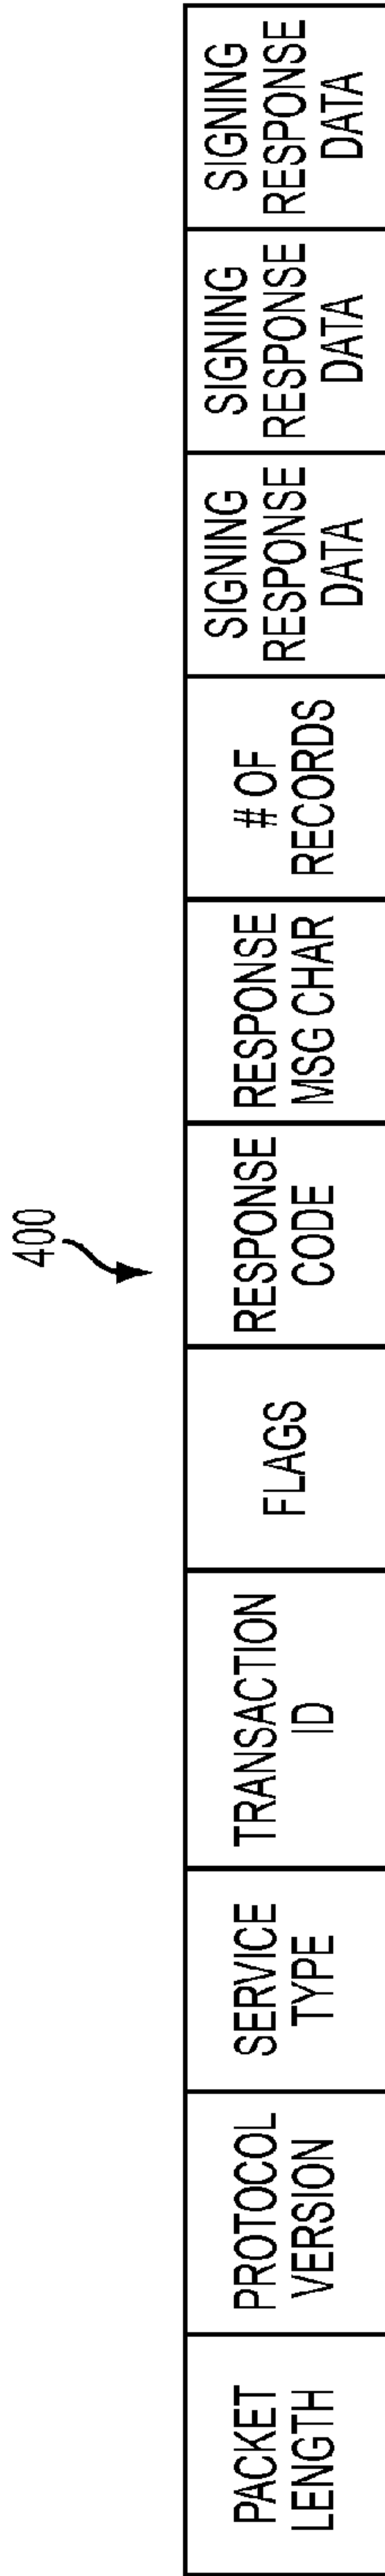 400
PACKET
LENGTH
PROTOCOL
VERSION
SERVICE
TYPE
TRANSACTION
ID
FLAGS
RESPONSE
CODE
RESPONSE
MSG CHAR
# OF
RECORDS
SIGNING
RESPONSE
DATA
SIGNING
RESPONSE
DATA
SIGNING
RESPONSE
DATA